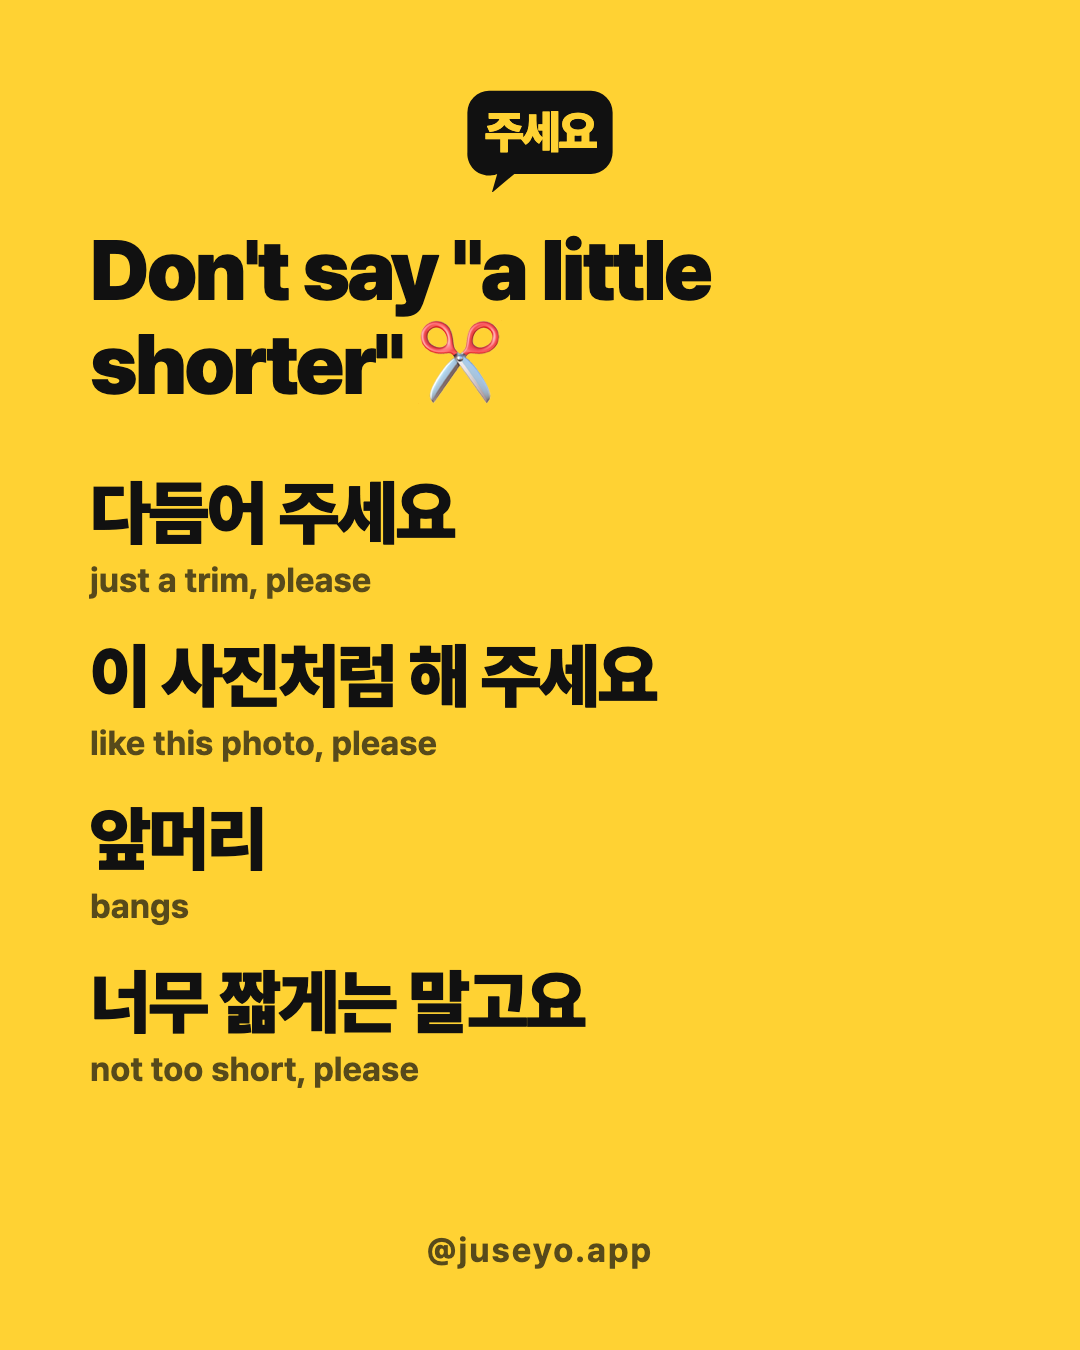 주세요
Don't say "a little
shorter" ✂️
다듬어 주세요
just a trim, please
이 사진처럼 해 주세요
like this photo, please
앞머리
bangs
너무 짧게는 말고요
not too short, please
@juseyo.app